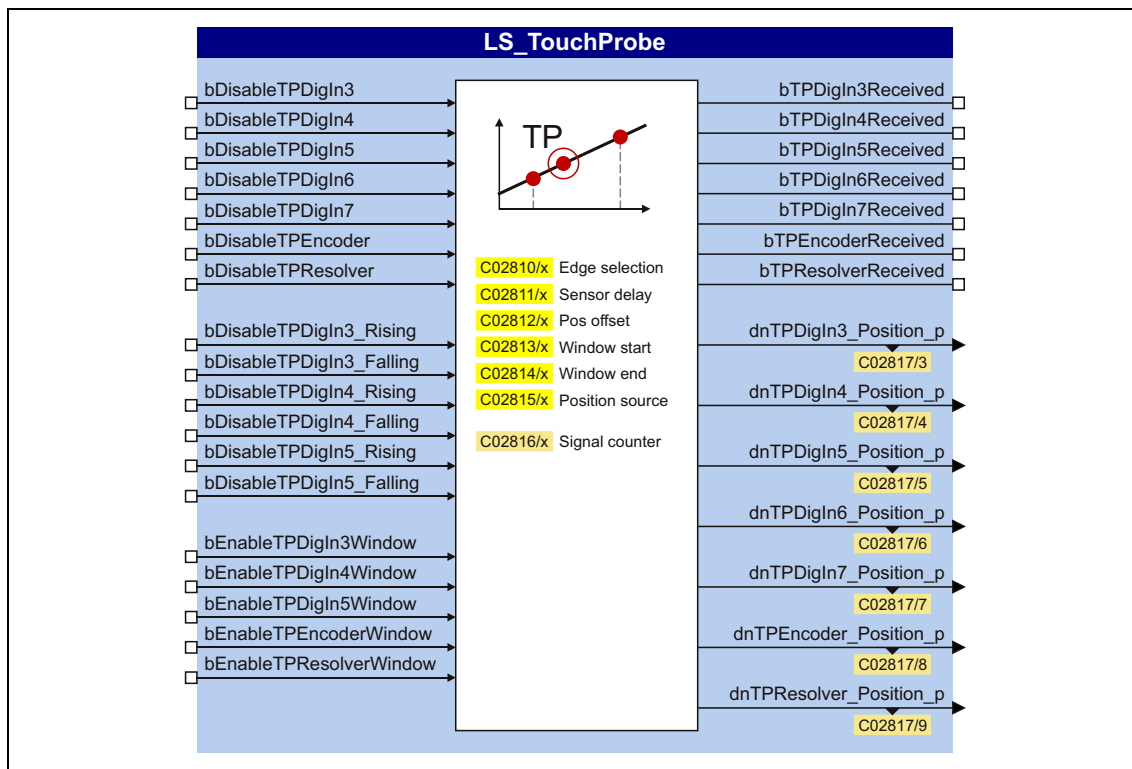 LS_TouchProbe
bDisableTPDigIn3
bDisableTPDigIn4
bDisableTPDigIn5
bDisableTPDigIn6
bDisableTPDigIn7
bDisableTPEncoder
bDisableTPResolver
bDisableTPDigIn3_Rising
bDisableTPDigIn3_Falling
bDisableTPDigIn4_Rising
bDisableTPDigIn4_Falling
bDisableTPDigIn5_Rising
bDisableTPDigIn5_Falling
bEnableTPDigIn3Window
bEnableTPDigIn4Window
bEnableTPDigIn5Window
bEnableTPEncoderWindow
bEnableTPResolverWindow
TP
C02810/x Edge selection
C02811/x Sensor delay
C02812/x Pos offset
C02813/x Window start
C02814/x Window end
C02815/x Position source
C02816/x Signal counter
bTPDigIn3Received
bTPDigIn4Received
bTPDigIn5Received
bTPDigIn6Received
bTPDigIn7Received
bTPEncoderReceived
bTPResolverReceived
dnTPDigIn3_Position_p
C02817/3
dnTPDigIn4_Position_p
C02817/4
dnTPDigIn5_Position_p
C02817/5
dnTPDigIn6_Position_p
C02817/6
dnTPDigIn7_Position_p
C02817/7
dnTPEncoder_Position_p
C02817/8
dnTPResolver_Position_p
C02817/9